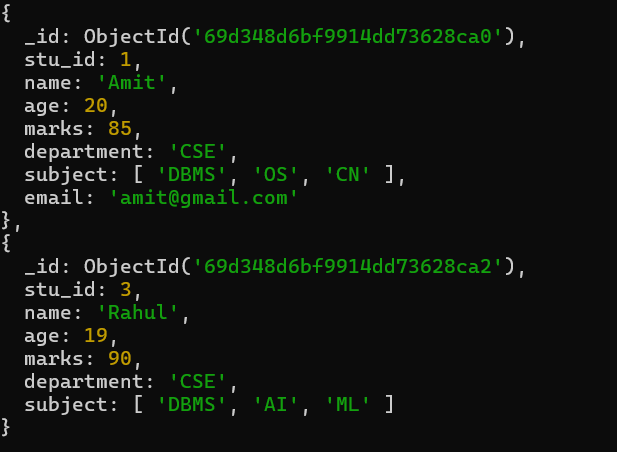 {
  _id: ObjectId('69d348d6bf9914dd73628ca0'),
  stu_id: 1,
  name: 'Amit',
  age: 20,
  marks: 85,
  department: 'CSE',
  subject: [ 'DBMS', 'OS', 'CN' ],
  email: 'amit@gmail.com'
},
{
  _id: ObjectId('69d348d6bf9914dd73628ca2'),
  stu_id: 3,
  name: 'Rahul',
  age: 19,
  marks: 90,
  department: 'CSE',
  subject: [ 'DBMS', 'AI', 'ML' ]
}